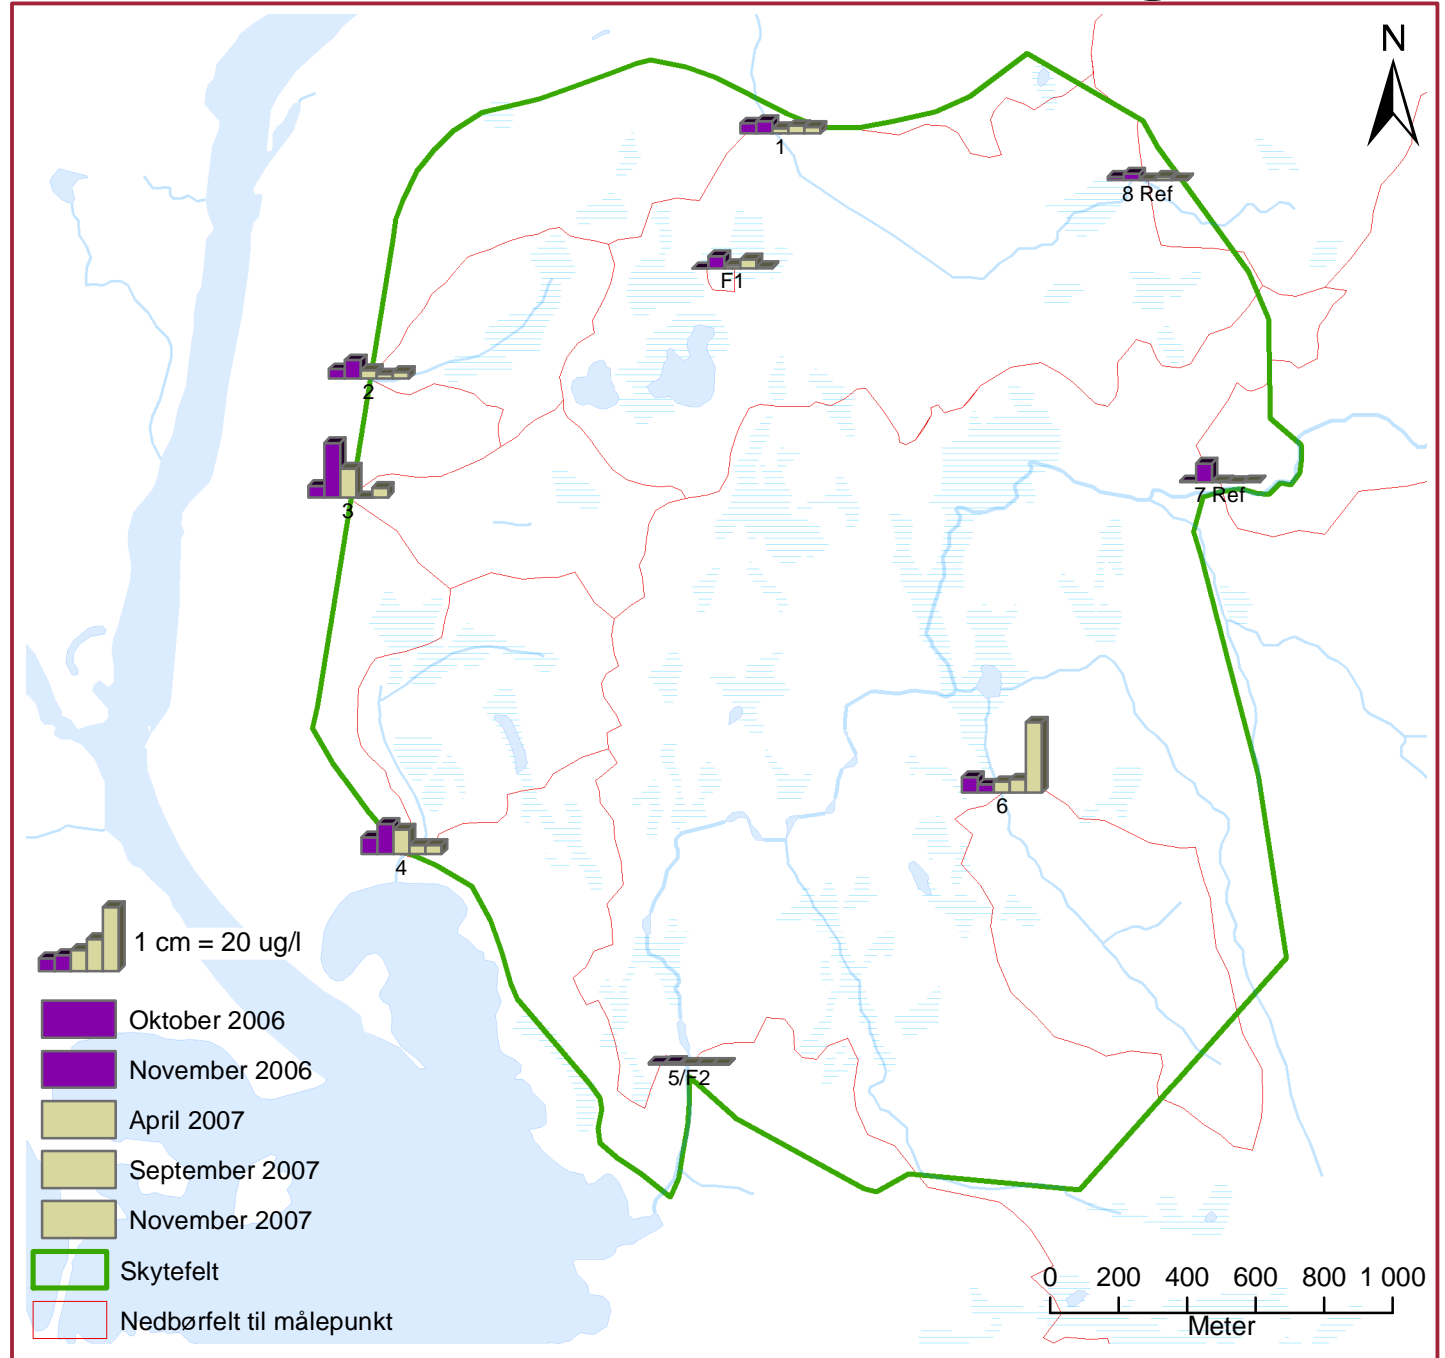 N
1
8 Ref
F1
2
3
7 Ref
6
4
5/F2
1 cm = 20 ug/l
Oktober 2006
November 2006
April 2007
September 2007
November 2007
Skytefelt
Nedbørfelt til målepunkt
0 200 400 600 800 1 000
Meter